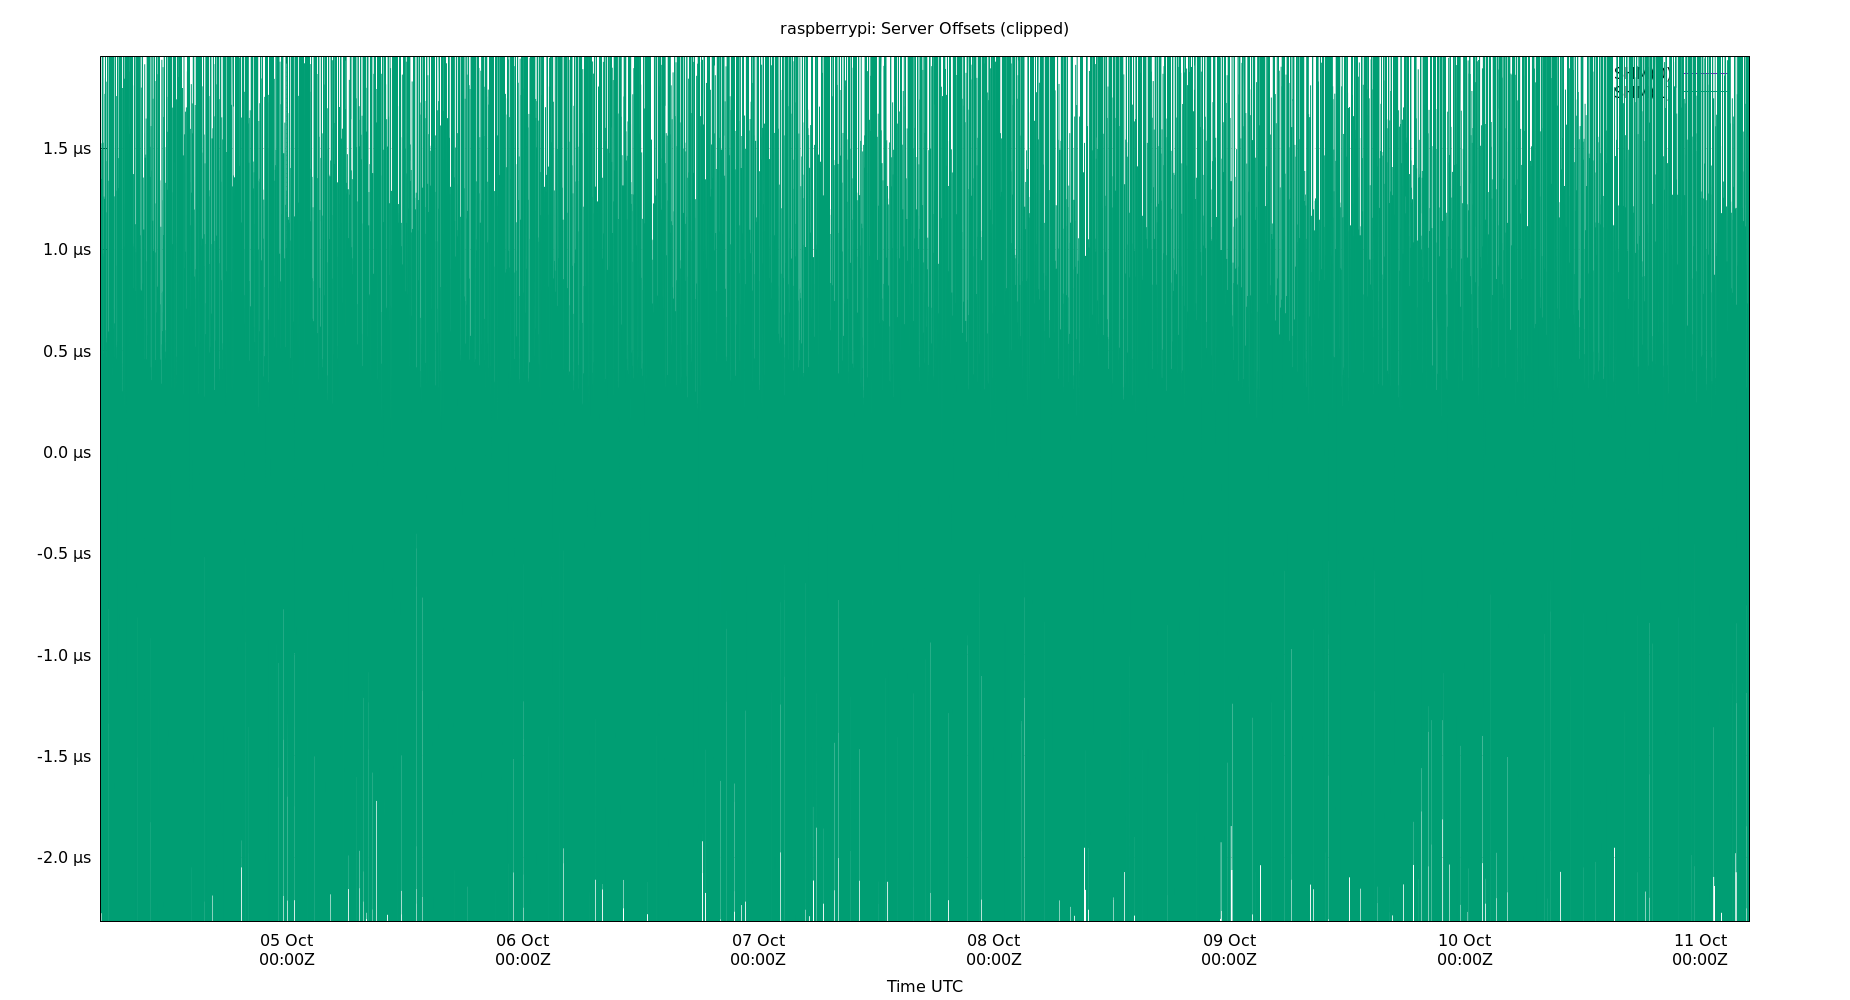 raspberrypi: Server Offsets (clipped)
1.5 µs
1.0 µs
0.5 µs
0.0 µs
-0.5 µs
-1.0 µs
-1.5 µs
-2.0 µs
05 Oct 06 Oct 07 Oct 08 Oct 09 Oct 10 Oct 11 Oct
00:00Z 00:00Z 00:00Z 00:00Z 00:00Z 00:00Z 00:00Z
Time UTC